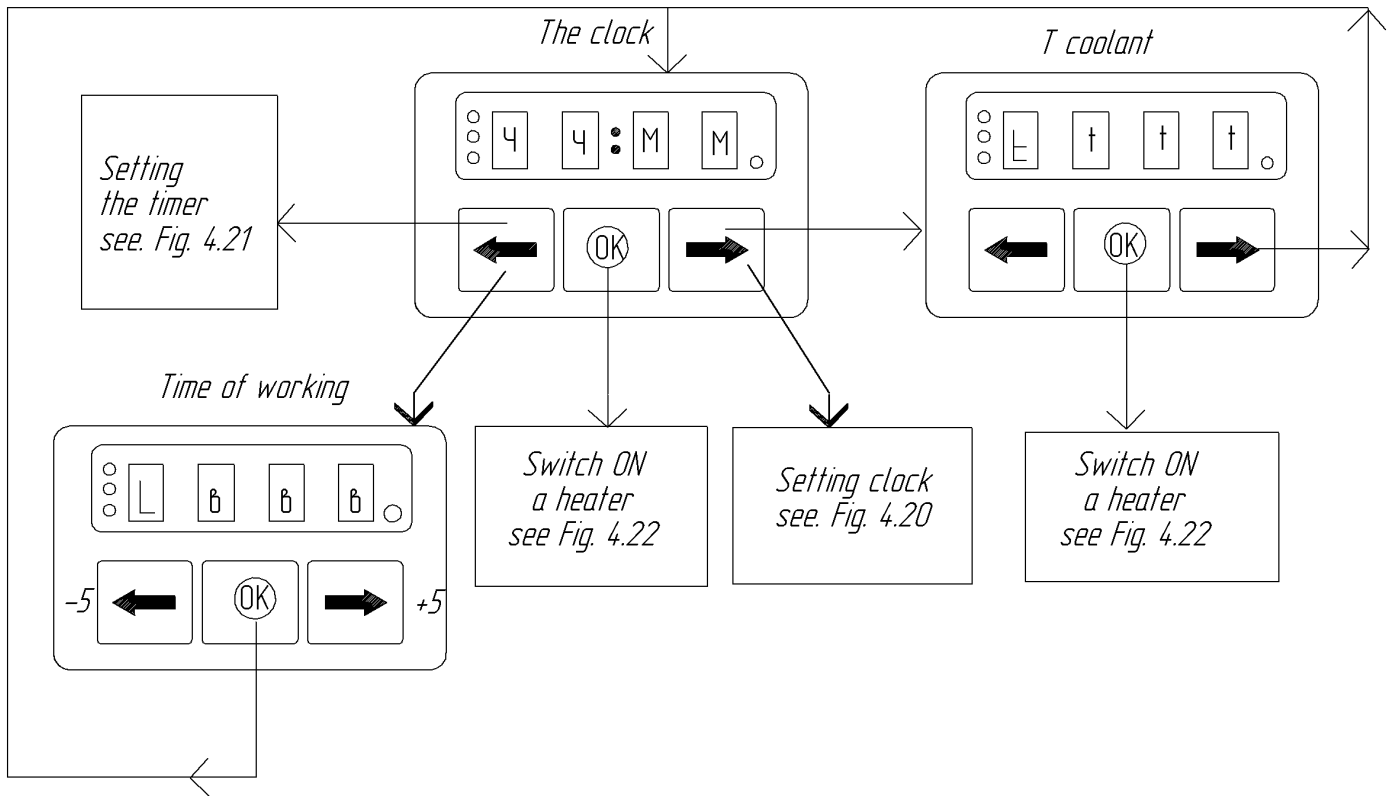 The clock
T coolant
Ч Ч : М М
t t t t
Setting
the timer
see. Fig. 4.21
OK
OK
Time of working
L в в в
Switch ON
a heater
see Fig. 4.22
Setting clock
see. Fig. 4.20
Switch ON
a heater
see Fig. 4.22
-5
OK
+5